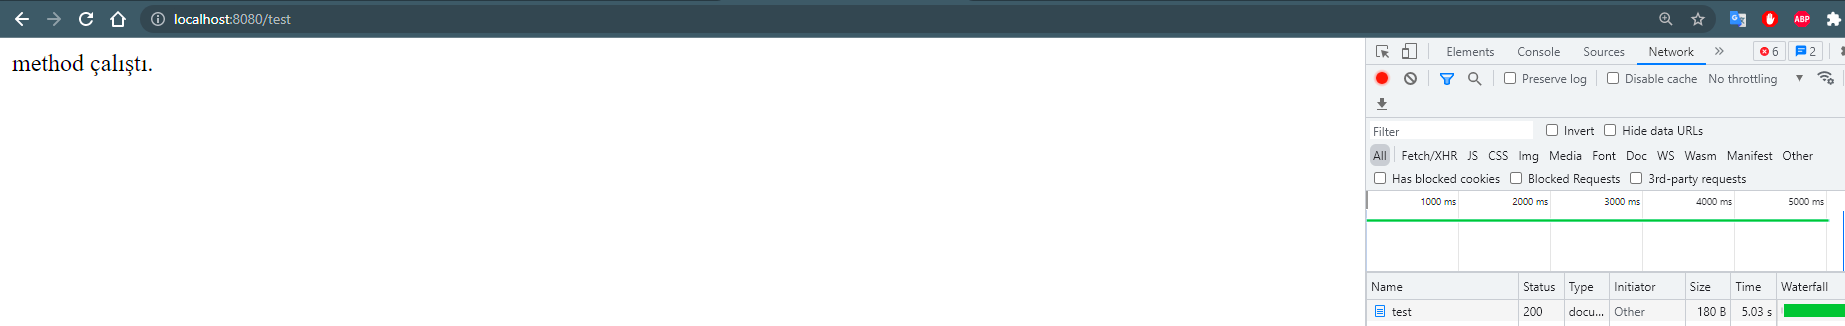 localhost:8080/test
ABP
method çalıştı.
Elements Console Sources Network » 6 2
Preserve log Disable cache No throttling
Filter Invert Hide data URLs
All Fetch/XHR JS CSS Img Media Font Doc WS Wasm Manifest Other
Has blocked cookies Blocked Requests 3rd-party requests
1000 ms 2000 ms 3000 ms 4000 ms 5000 ms
Name Status Type Initiator Size Time Waterfall
test 200 docu... Other 180 B 5.03 s